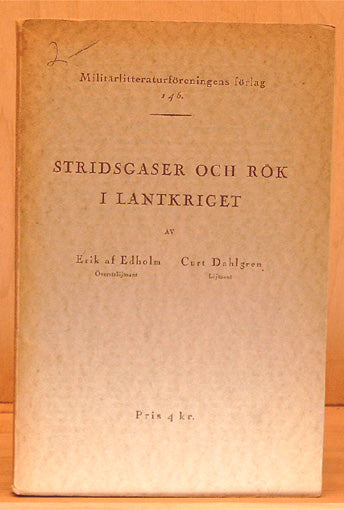 2
Militärlitteraturföreningens förlag
146.
STRIDSGASER OCH RÖK
I LANTKRIGET
AV
Erik af Edholm Curt Dahlgren
Överstelöjtnant Löjtnant
Pris 4 kr.